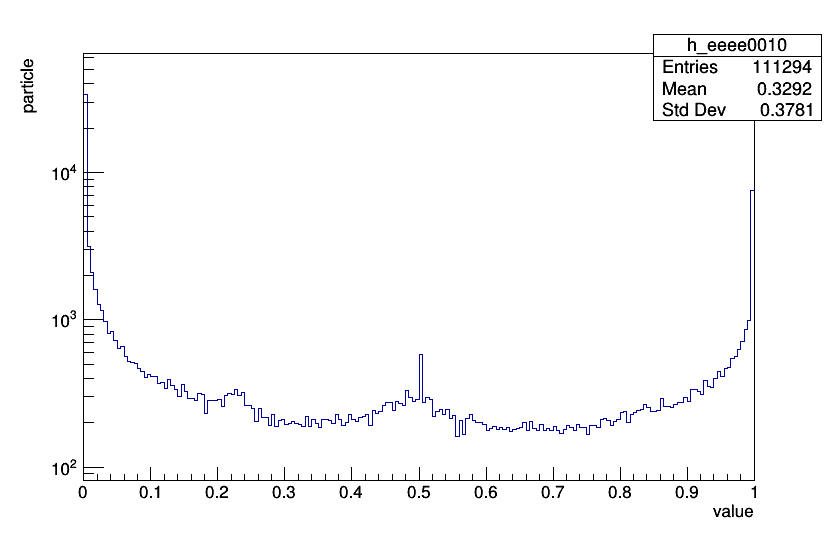 h_eeee0010
Entries 111294
Mean 0.3292
Std Dev 0.3781
particle
10^4
10^3
10^2
0 0.1 0.2 0.3 0.4 0.5 0.6 0.7 0.8 0.9 1
value